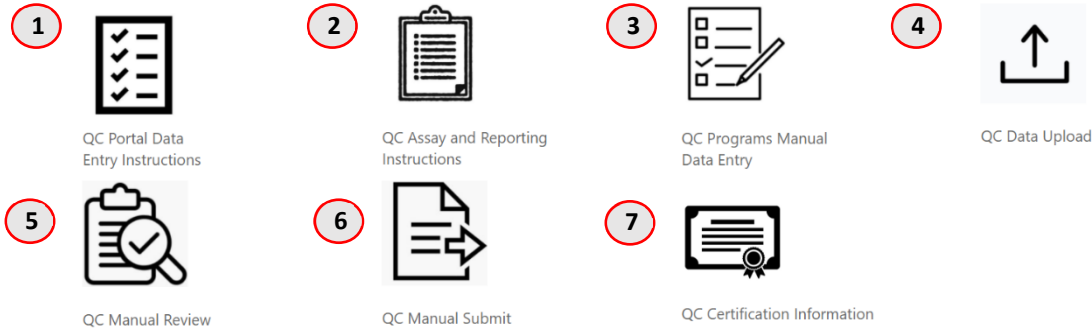 1
2
3
4
QC Portal Data
Entry Instructions
QC Assay and Reporting
Instructions
QC Programs Manual
Data Entry
QC Data Upload
5
6
7
QC Manual Review
QC Manual Submit
QC Certification Information